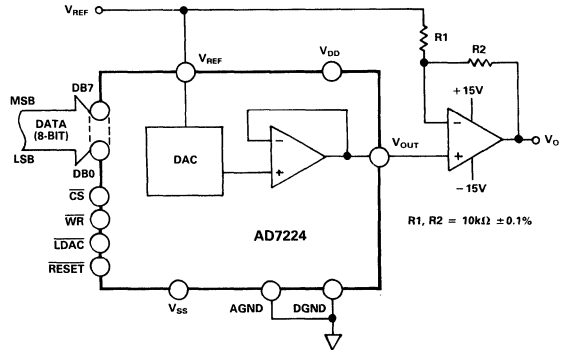 VREF
R1
R2
VREF
VDD
DB7
MSB
DATA
(8-BIT)
LSB
DB0
+15V
−
+
DAC
−
+
VOUT
VO
−15V
CS
WR
LDAC
RESET
R1, R2 = 10kΩ ±0.1%
AD7224
VSS
AGND
DGND